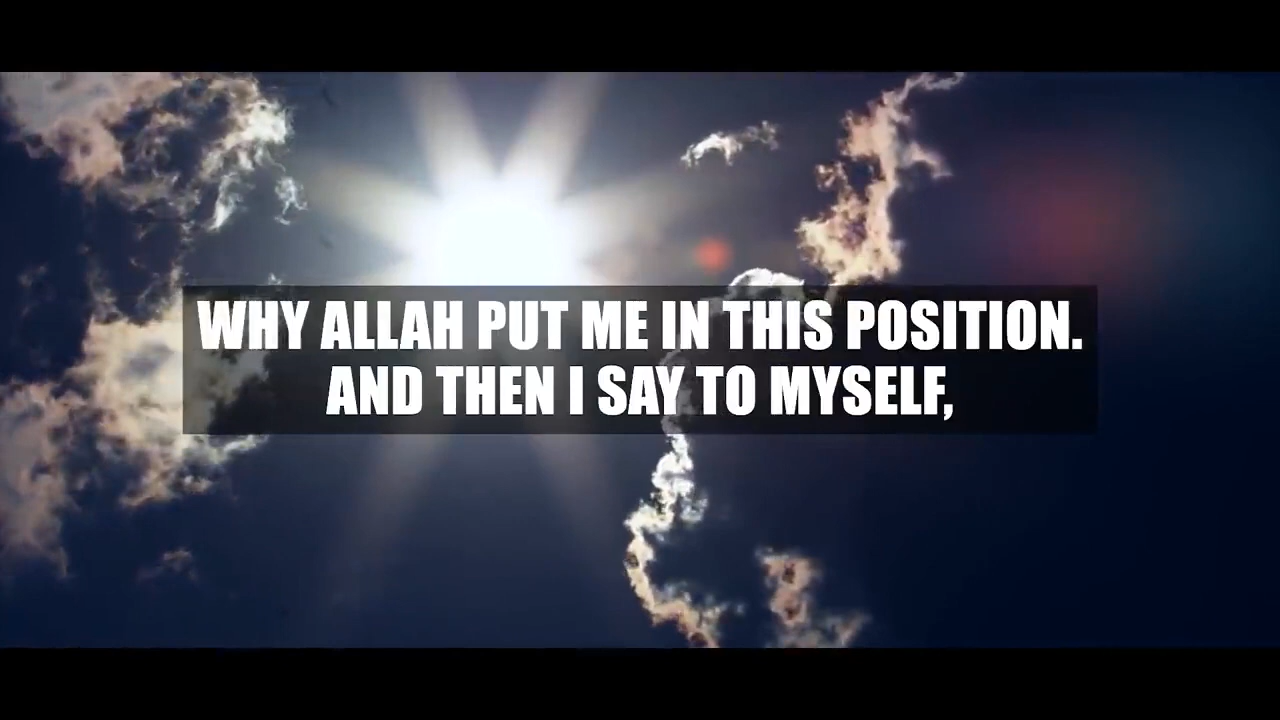 WHY ALLAH PUT ME IN THIS POSITION.
AND THEN I SAY TO MYSELF,